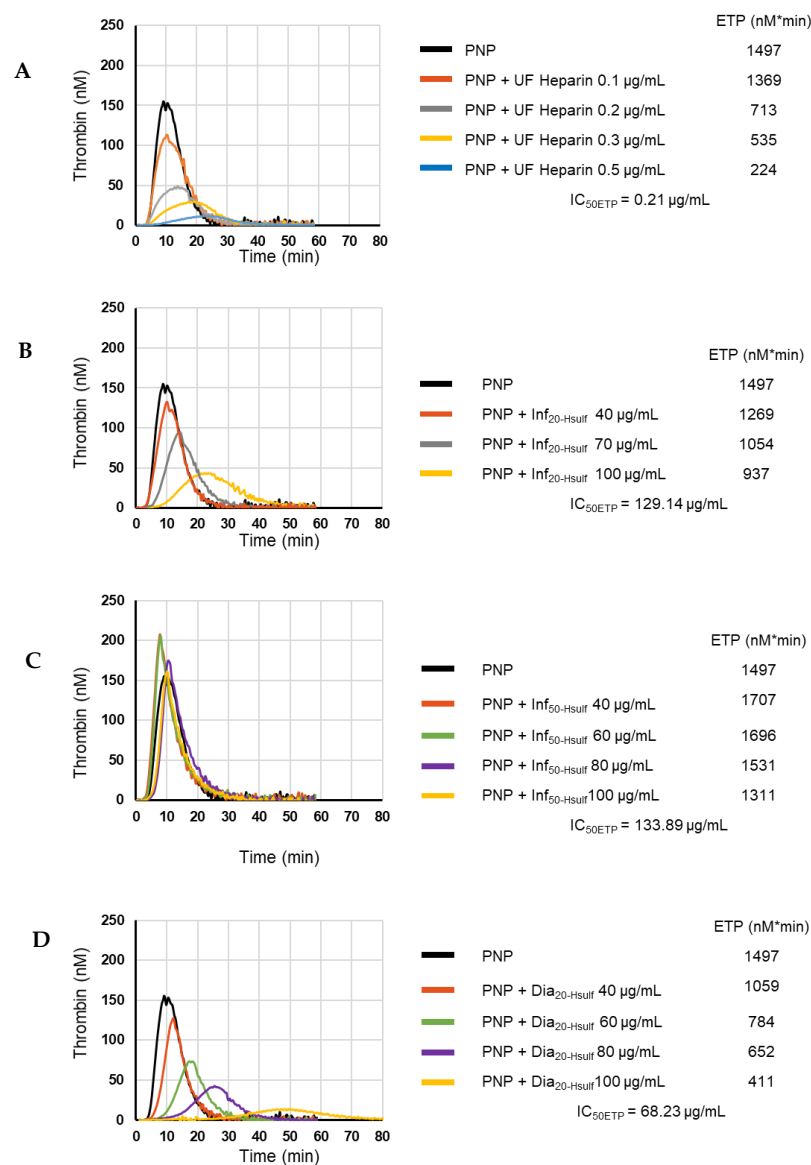 A
Thrombin (nM)
250
200
150
100
50
0
0 10 20 30 40 50 60 70 80
Time (min)
ETP (nM*min)
PNP 1497
PNP + UF Heparin 0.1 µg/mL 1369
PNP + UF Heparin 0.2 µg/mL 713
PNP + UF Heparin 0.3 µg/mL 535
PNP + UF Heparin 0.5 µg/mL 224
IC50ETP = 0.21 µg/mL
B
Thrombin (nM)
250
200
150
100
50
0
0 10 20 30 40 50 60 70 80
Time (min)
ETP (nM*min)
PNP 1497
PNP + Inf20-Hsulf 40 µg/mL 1269
PNP + Inf20-Hsulf 70 µg/mL 1054
PNP + Inf20-Hsulf 100 µg/mL 937
IC50ETP = 129.14 µg/mL
C
Thrombin (nM)
250
200
150
100
50
0
0 10 20 30 40 50 60 70 80
Time (min)
ETP (nM*min)
PNP 1497
PNP + Inf50-Hsulf 40 µg/mL 1707
PNP + Inf50-Hsulf 60 µg/mL 1696
PNP + Inf50-Hsulf 80 µg/mL 1531
PNP + Inf50-Hsulf 100 µg/mL 1311
IC50ETP = 133.89 µg/mL
D
Thrombin (nM)
250
200
150
100
50
0
0 10 20 30 40 50 60 70 80
Time (min)
ETP (nM*min)
PNP 1497
PNP + Dia20-Hsulf 40 µg/mL 1059
PNP + Dia20-Hsulf 60 µg/mL 784
PNP + Dia20-Hsulf 80 µg/mL 652
PNP + Dia20-Hsulf 100 µg/mL 411
IC50ETP = 68.23 µg/mL